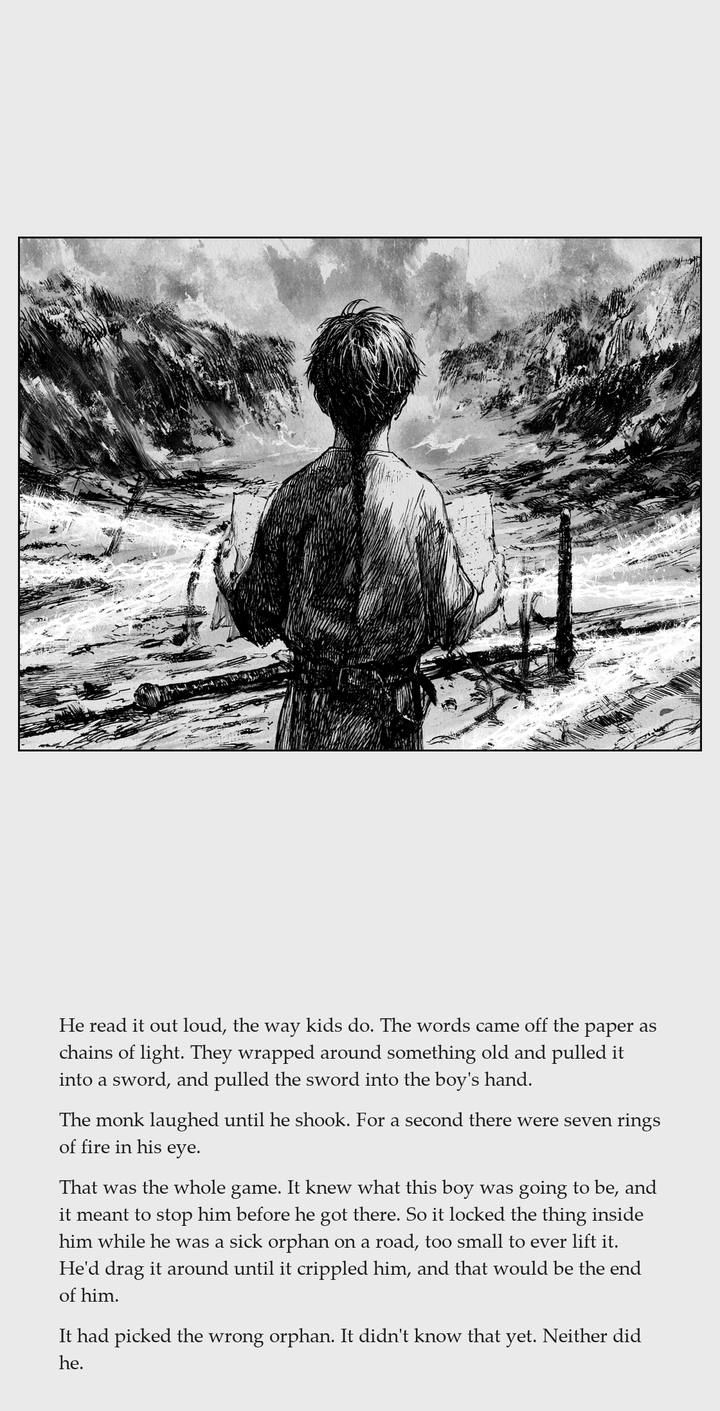 He read it out loud, the way kids do. The words came off the paper as
chains of light. They wrapped around something old and pulled it
into a sword, and pulled the sword into the boy's hand.
The monk laughed until he shook. For a second there were seven rings
of fire in his eye.
That was the whole game. It knew what this boy was going to be, and
it meant to stop him before he got there. So it locked the thing inside
him while he was a sick orphan on a road, too small to ever lift it.
He'd drag it around until it crippled him, and that would be the end
of him.
It had picked the wrong orphan. It didn't know that yet. Neither did
he.